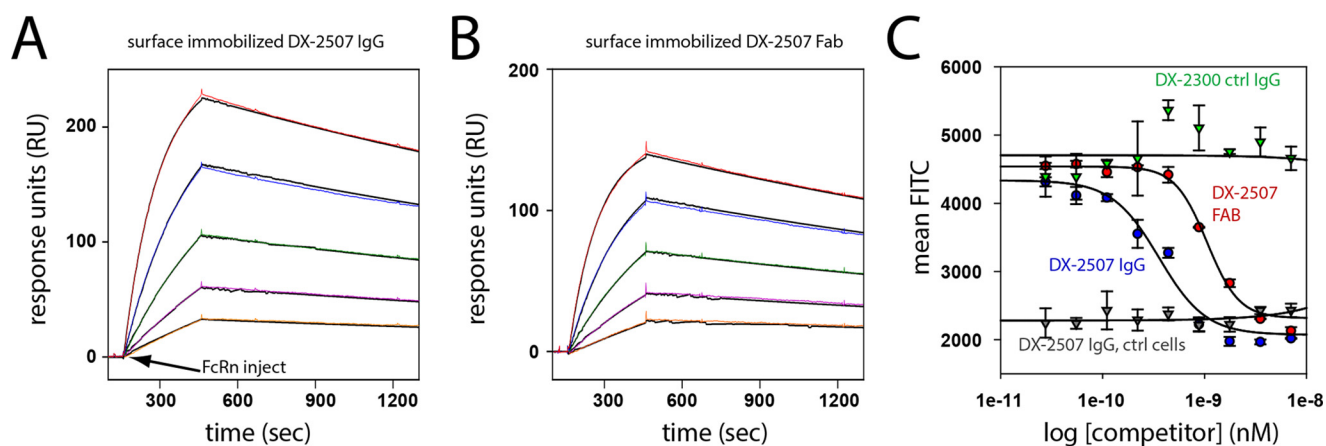 A
surface immobilized DX-2507 IgG
response units (RU)
200
100
0
FcRn inject
300
600
900
1200
time (sec)
B
surface immobilized DX-2507 Fab
response units (RU)
200
100
0
300
600
900
1200
time (sec)
C
mean FITC
6000
5000
4000
3000
2000
DX-2300 ctrl IgG
DX-2507
FAB
DX-2507 IgG
DX-2507 IgG, ctrl cells
1e-11
1e-10
1e-9
1e-8
log [competitor] (nM)